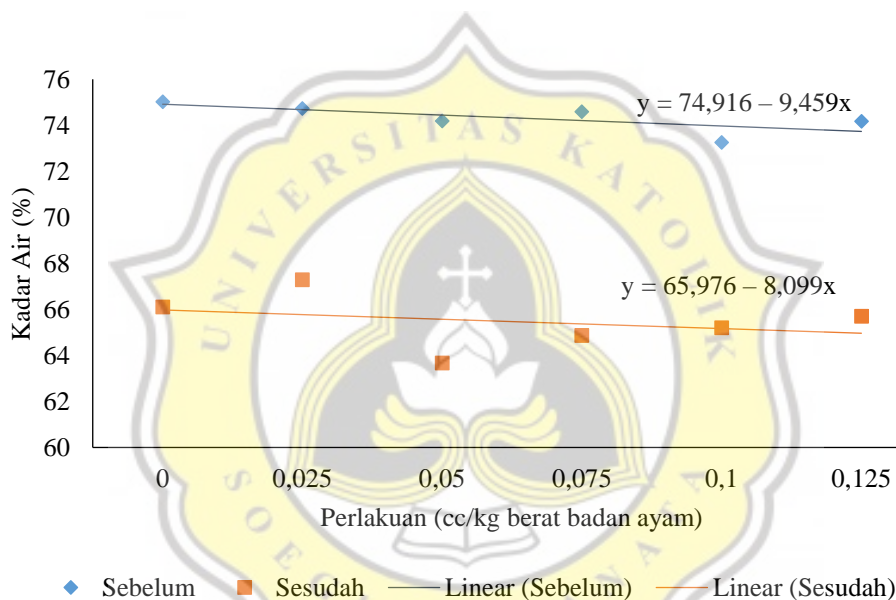 UNIVERSITAS KATOLIK
76
74
72
70
68
66
64
62
60
Kadar Air (%)
y = 74,916 – 9,459x
y = 65,976 – 8,099x
0 0,025 0,05 0,075 0,1 0,125
Perlakuan (cc/kg berat badan ayam)
Sebelum Sesudah Linear (Sebelum) Linear (Sesudah)